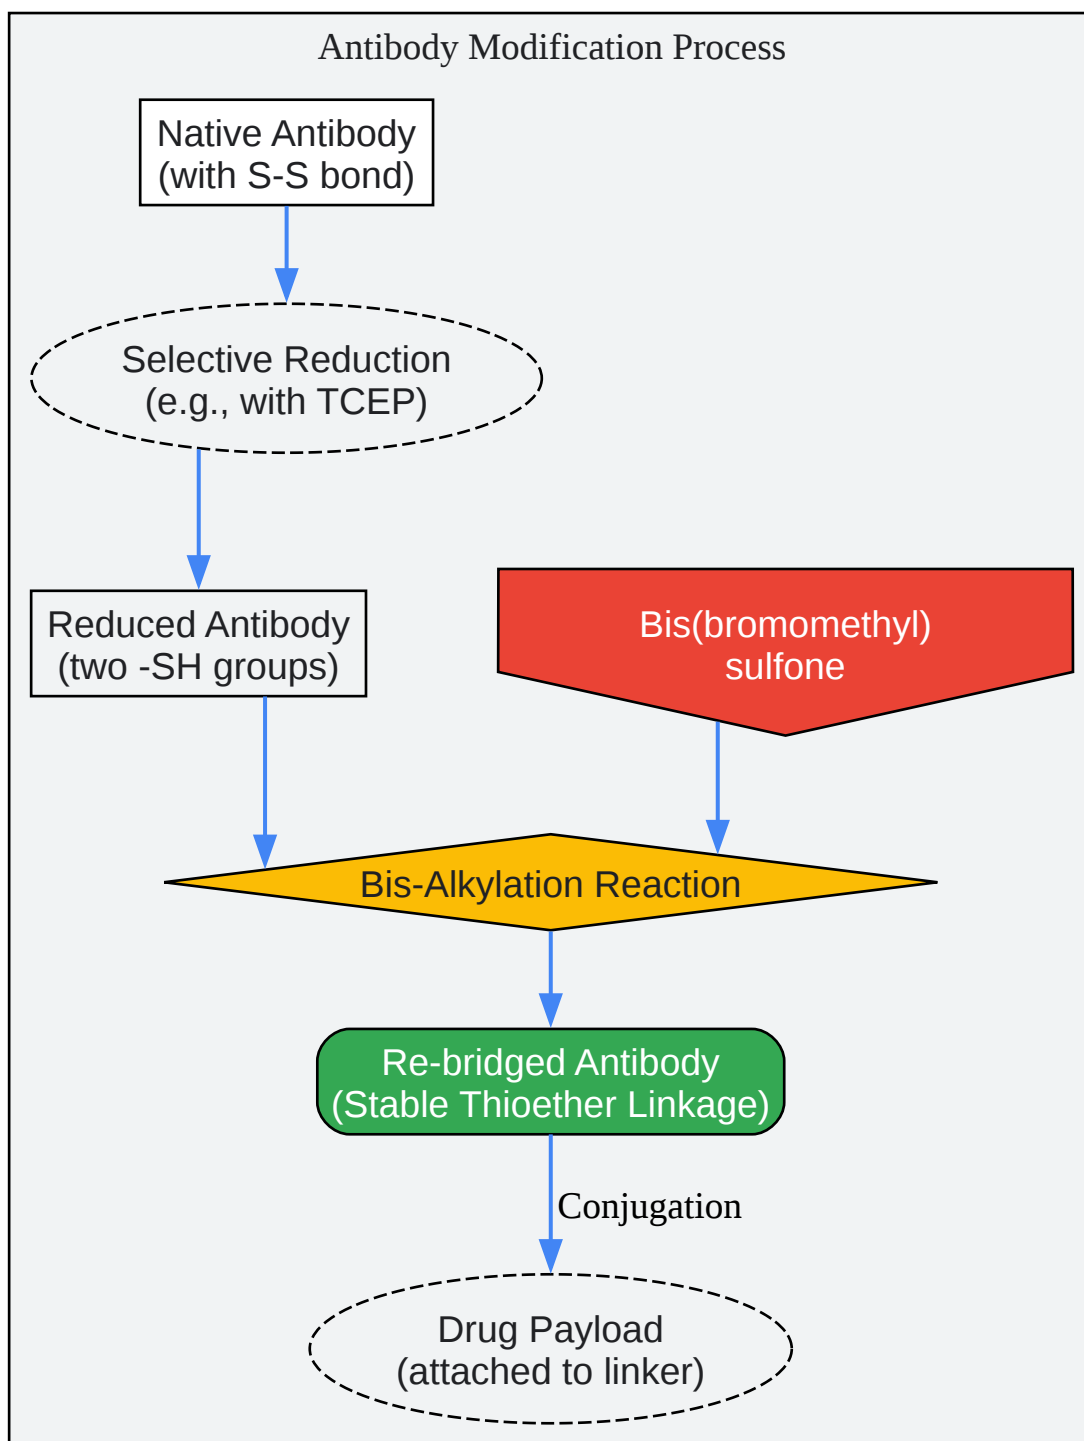 Antibody Modification Process
Native Antibody
(with S-S bond)
Selective Reduction
(e.g., with TCEP)
Reduced Antibody
(two -SH groups)
Bis(bromomethyl)
sulfone
Bis-Alkylation Reaction
Re-bridged Antibody
(Stable Thioether Linkage)
Conjugation
Drug Payload
(attached to linker)